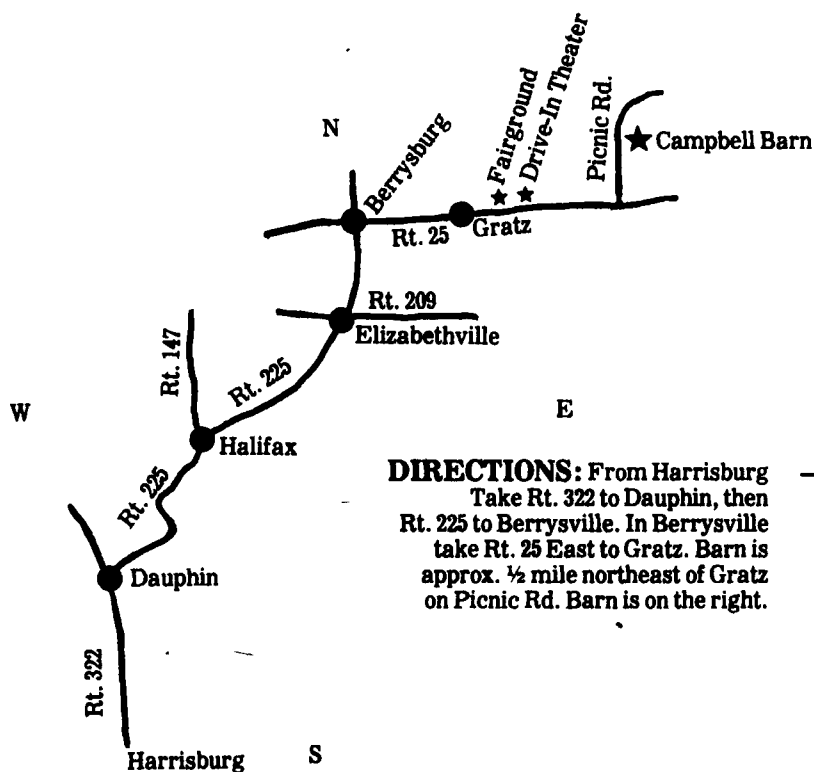 N
Berrysburg
Fairground
Drive-In Theater
Picnic Rd.
Campbell Barn
Rt. 25
Gratz
Rt. 209
Elizabethville
Rt. 147
Rt. 225
W
E
Halifax
Rt. 225
DIRECTIONS: From Harrisburg
Take Rt. 322 to Dauphin, then
Rt. 225 to Berrysville. In Berrysville
take Rt. 25 East to Gratz. Barn is
approx. ½ mile northeast of Gratz
on Picnic Rd. Barn is on the right.
Dauphin
Rt. 322
Harrisburg
S